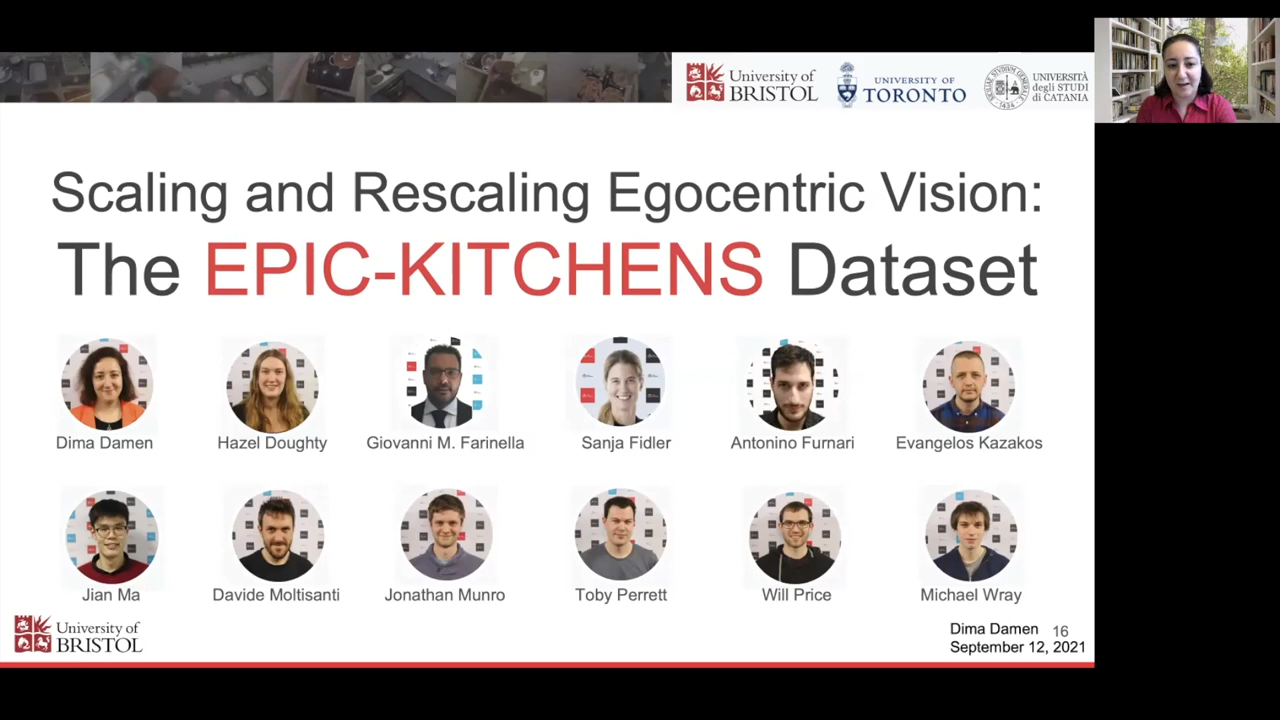 University of
BRISTOL
UNIVERSITY OF
TORONTO
UNIVERSITÀ
degli STUDI
di CATANIA
Scaling and Rescaling Egocentric Vision:
The EPIC-KITCHENS Dataset
Dima Damen
Hazel Doughty
Giovanni M. Farinella
Sanja Fidler
Antonino Furnari
Evangelos Kazakos
Jian Ma
Davide Moltisanti
Jonathan Munro
Toby Perrett
Will Price
Michael Wray
University of
BRISTOL
Dima Damen 16
September 12, 2021